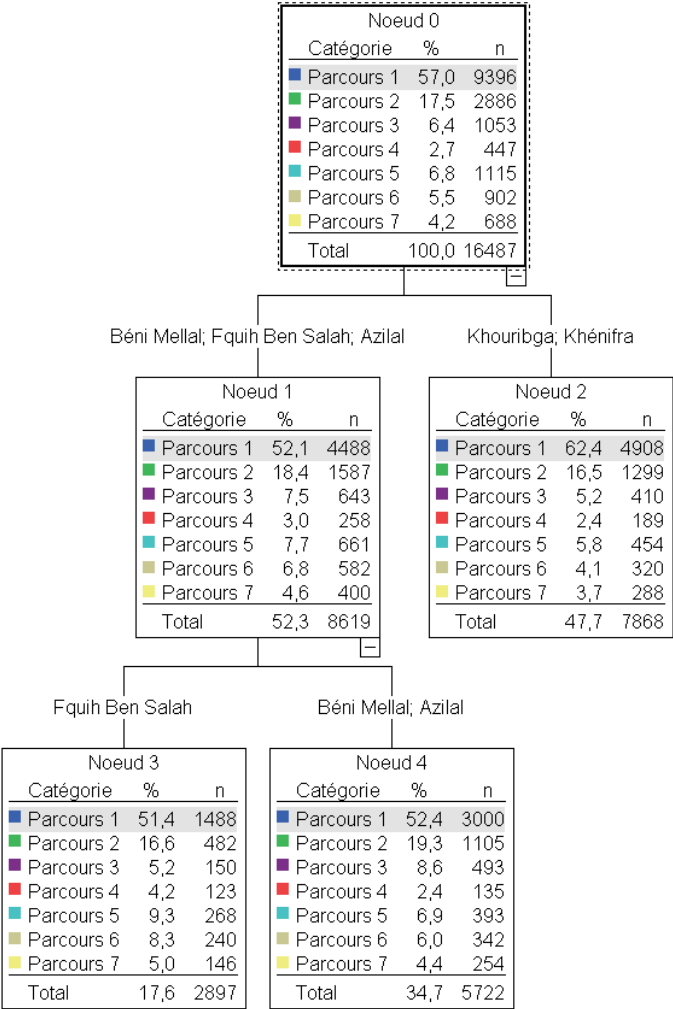 Noeud 0
Catégorie % n
Parcours 1 57,0 9396
Parcours 2 17,5 2886
Parcours 3 6,4 1053
Parcours 4 2,7 447
Parcours 5 6,8 1115
Parcours 6 5,5 902
Parcours 7 4,2 688
Total 100,0 16487
Béni Mellal; Fquih Ben Salah; Azilal
Khouribga; Khénifra
Noeud 1
Catégorie % n
Parcours 1 52,1 4488
Parcours 2 18,4 1587
Parcours 3 7,5 643
Parcours 4 3,0 258
Parcours 5 7,7 661
Parcours 6 6,8 582
Parcours 7 4,6 400
Total 52,3 8619
Noeud 2
Catégorie % n
Parcours 1 62,4 4908
Parcours 2 16,5 1299
Parcours 3 5,2 410
Parcours 4 2,4 189
Parcours 5 5,8 454
Parcours 6 4,1 320
Parcours 7 3,7 288
Total 47,7 7868
Fquih Ben Salah
Béni Mellal; Azilal
Noeud 3
Catégorie % n
Parcours 1 51,4 1488
Parcours 2 16,6 482
Parcours 3 5,2 150
Parcours 4 4,2 123
Parcours 5 9,3 268
Parcours 6 8,3 240
Parcours 7 5,0 146
Total 17,6 2897
Noeud 4
Catégorie % n
Parcours 1 52,4 3000
Parcours 2 19,3 1105
Parcours 3 8,6 493
Parcours 4 2,4 135
Parcours 5 6,9 393
Parcours 6 6,0 342
Parcours 7 4,4 254
Total 34,7 5722